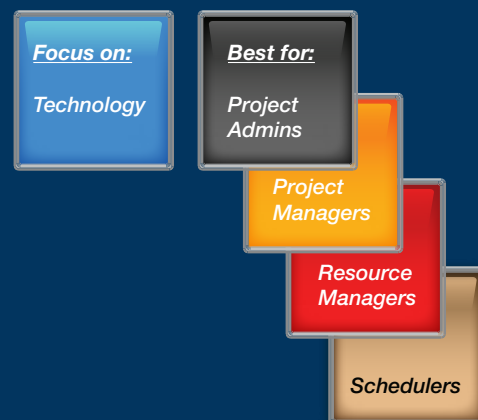 Focus on:
Technology
Best for:
Project
Admins
Project
Managers
Resource
Managers
Schedulers